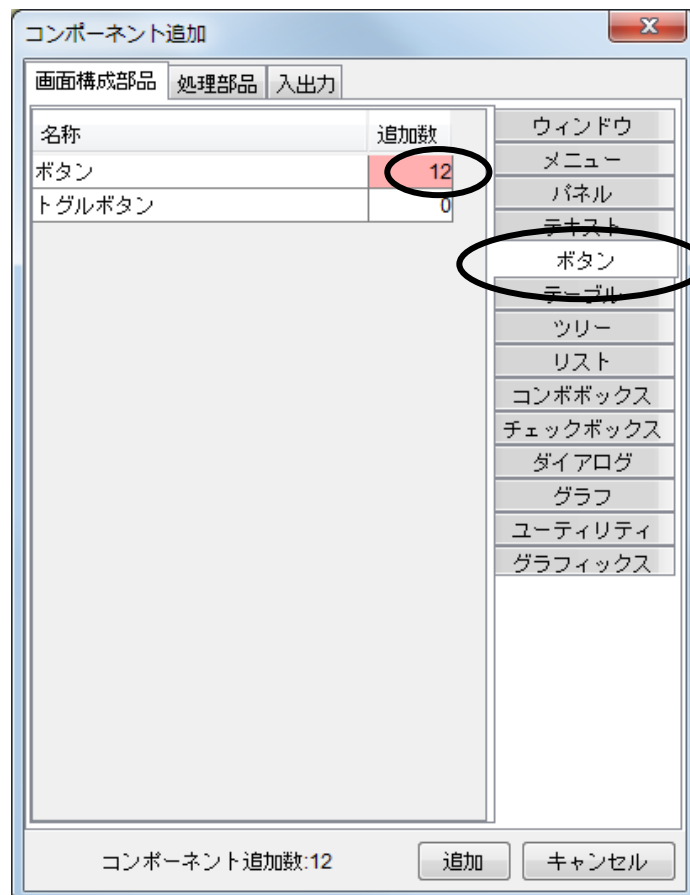 コンポーネント追加
画面構成部品 処理部品 入出力
名称 追加数
ボタン 12
トグルボタン 0
ウィンドウ
メニュー
パネル
テキスト
ボタン
テーブル
ツリー
リスト
コンボボックス
チェックボックス
ダイアログ
グラフ
ユーティリティ
グラフィックス
コンポーネント追加数:12 追加 キャンセル